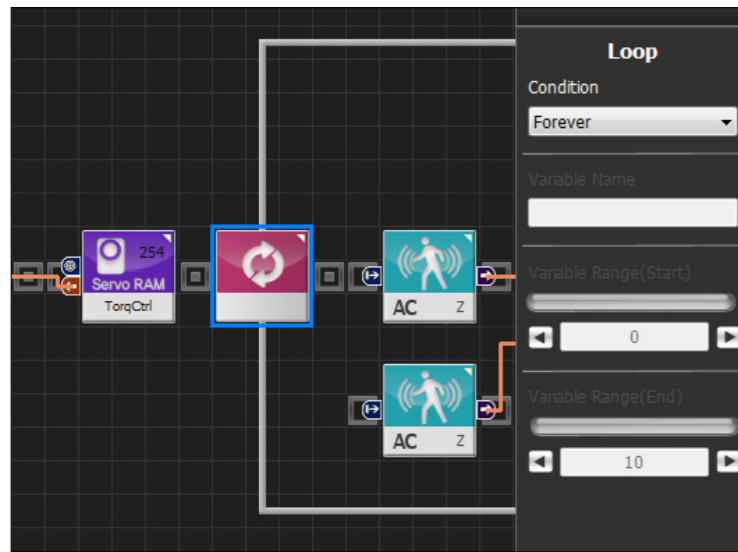 254
Servo RAM
TorqCtrl
AC Z
AC Z
Loop
Condition
Forever
Variable Name
Variable Range(Start)
0
Variable Range(End)
10